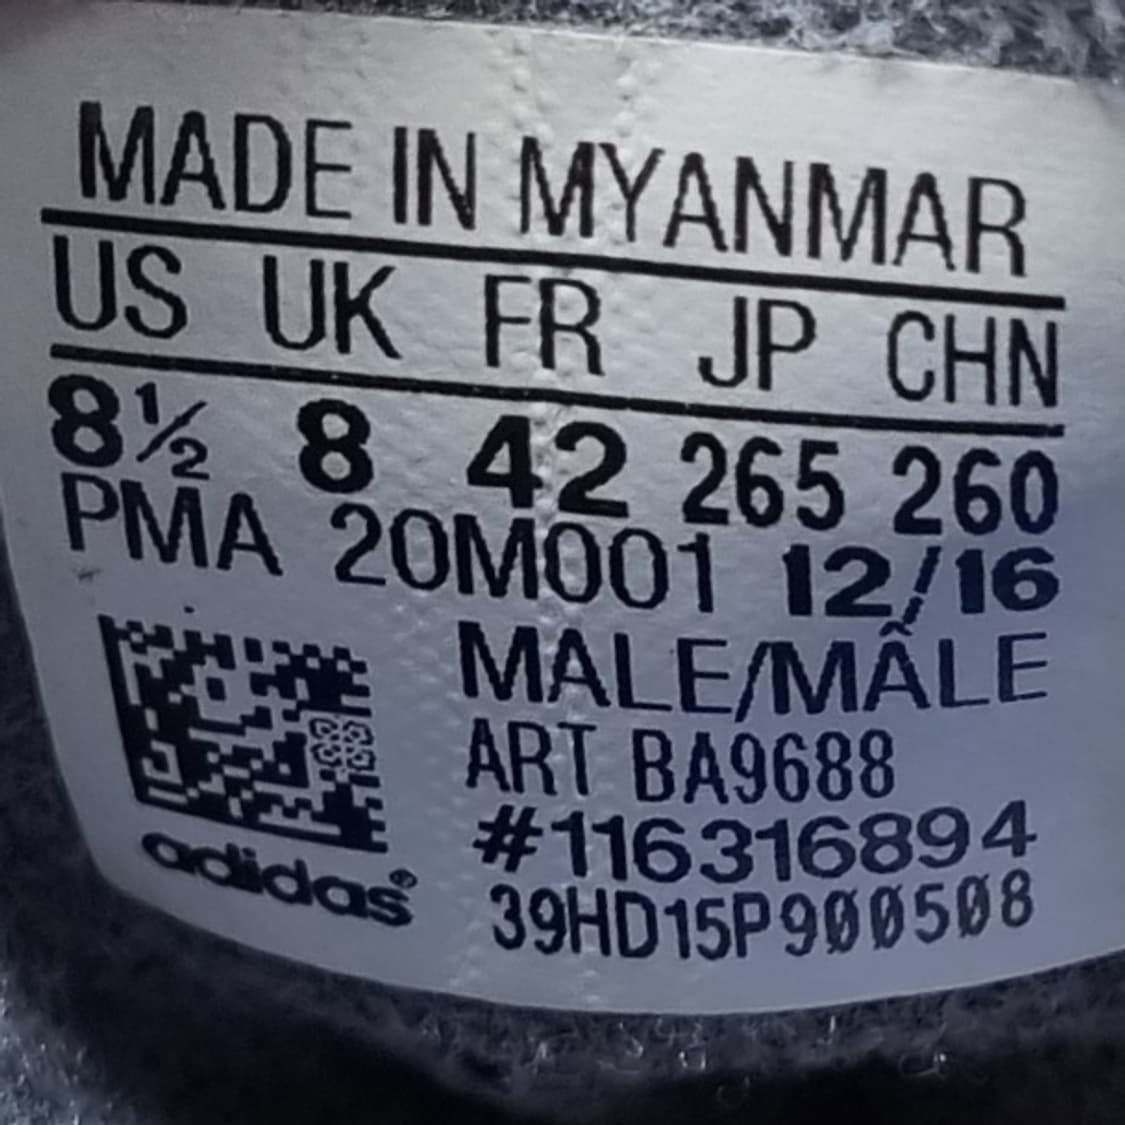 MADE IN MYANMAR
US UK FR JP CHN
8½ 8 42 265 260
PMA 20M001 12/16
MALE/MÂLE
ART BA9688
#116316894
39HD15P900508
adidas®